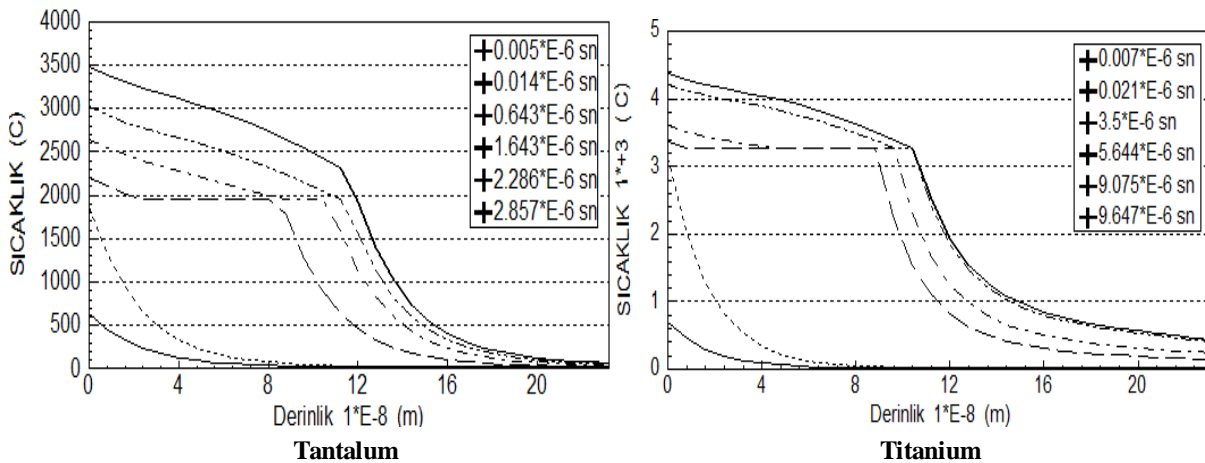 4000
3500
3000
2500
2000
1500
1000
500
0
SICAKLIK (C)
0.005*E-6 sn
0.014*E-6 sn
0.643*E-6 sn
1.643*E-6 sn
2.286*E-6 sn
2.857*E-6 sn
0 4 8 12 16 20
Derinlik 1*E-8 (m)
Tantalum
5
4
3
2
1
0
SICAKLIK 1*+3 (C)
0.007*E-6 sn
0.021*E-6 sn
3.5*E-6 sn
5.644*E-6 sn
9.075*E-6 sn
9.647*E-6 sn
0 4 8 12 16 20
Derinlik 1*E-8 (m)
Titanium